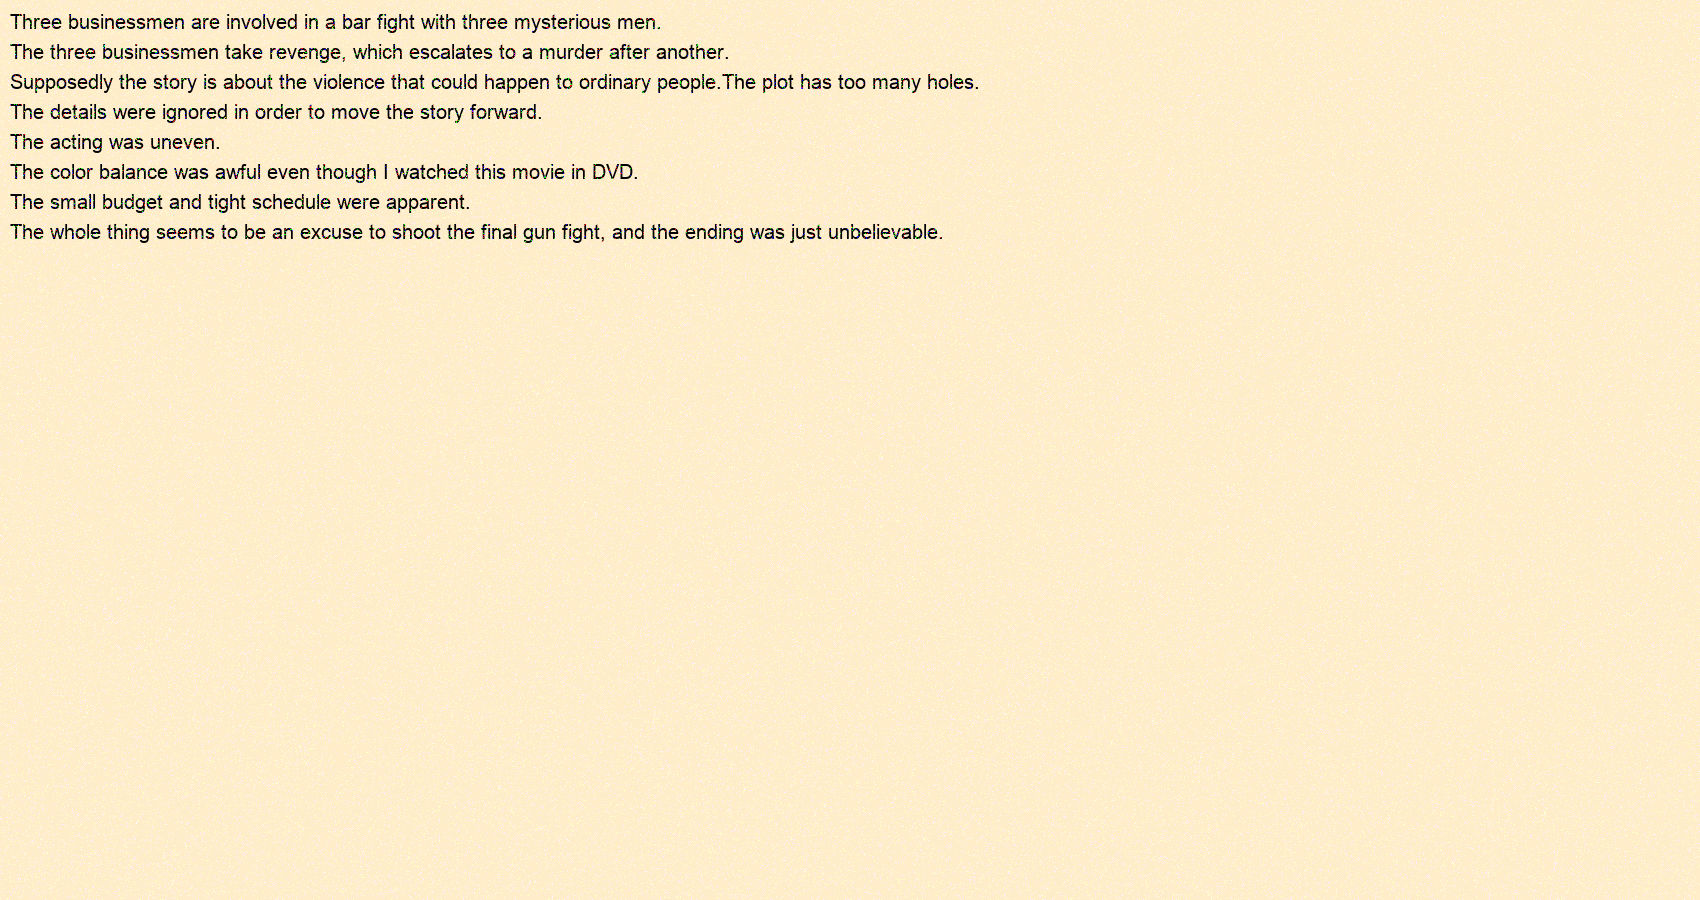 Three businessmen are involved in a bar fight with three mysterious men.
The three businessmen take revenge, which escalates to a murder after another.
Supposedly the story is about the violence that could happen to ordinary people.The plot has too many holes.
The details were ignored in order to move the story forward.
The acting was uneven.
The color balance was awful even though I watched this movie in DVD.
The small budget and tight schedule were apparent.
The whole thing seems to be an excuse to shoot the final gun fight, and the ending was just unbelievable.